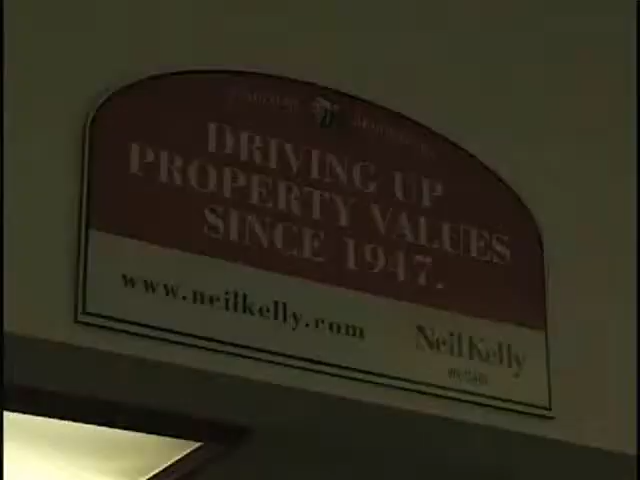 DRIVING UP
PROPERTY VALUES
SINCE 1947.
www.neilkelly.com
Neil Kelly